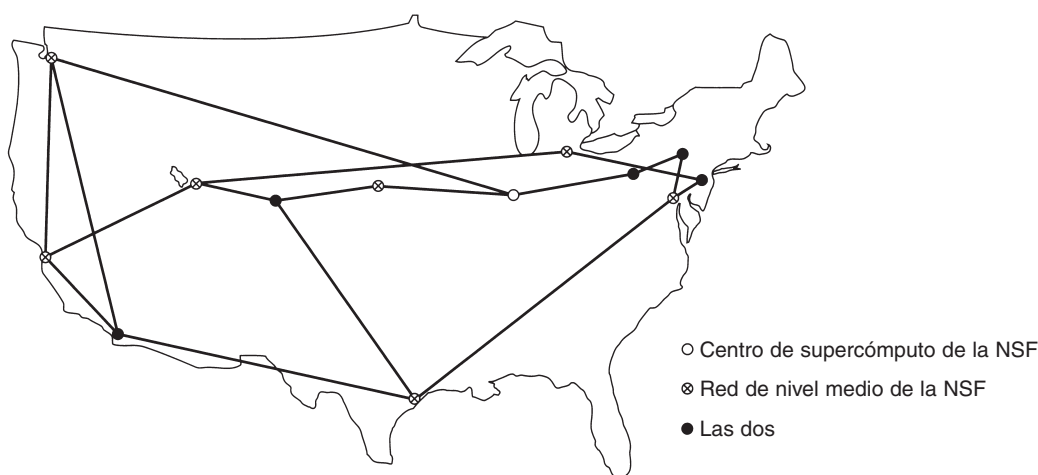 Centro de supercómputo de la NSF
Red de nivel medio de la NSF
Las dos